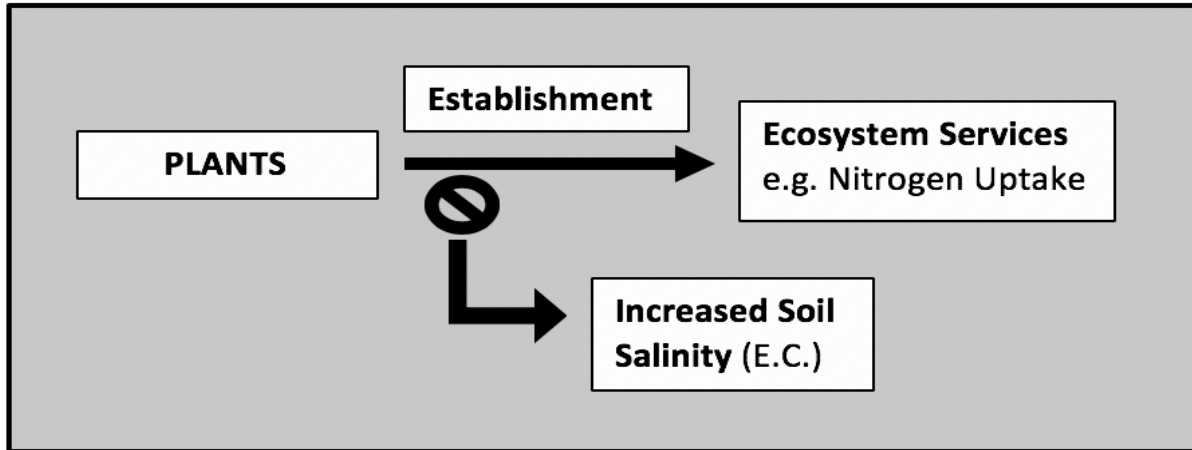 Establishment
PLANTS
Ecosystem Services
e.g. Nitrogen Uptake
Increased Soil
Salinity (E.C.)